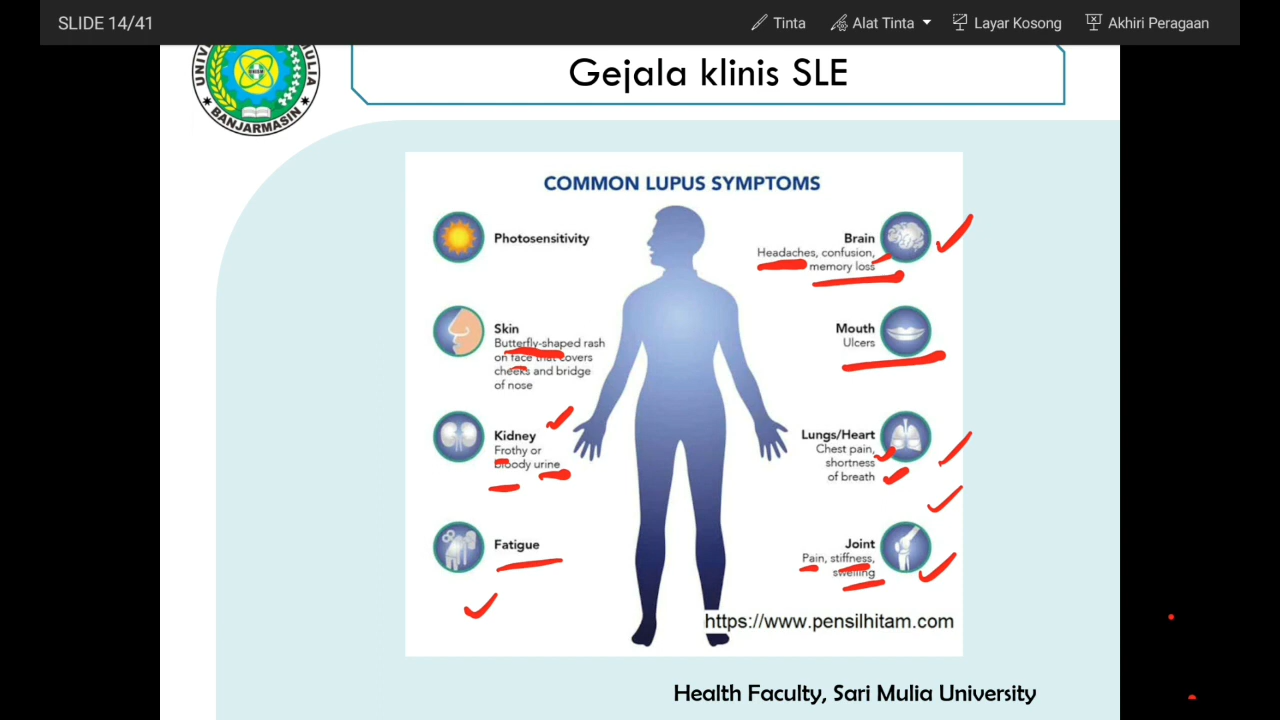 SLIDE 14/41
Tinta
Alat Tinta
Layar Kosong
Akhiri Peragaan
BANJARMASIN
Gejala klinis SLE
COMMON LUPUS SYMPTOMS
Photosensitivity
Skin
Butterfly-shaped rash
on face that covers
cheeks and bridge
of nose
Kidney
Frothy or
bloody urine
Fatigue
Brain
Headaches, confusion,
memory loss
Mouth
Ulcers
Lungs/Heart
Chest pain,
shortness
of breath
Joint
Pain, stiffness,
swelling
https://www.pensilhitam.com
Health Faculty, Sari Mulia University